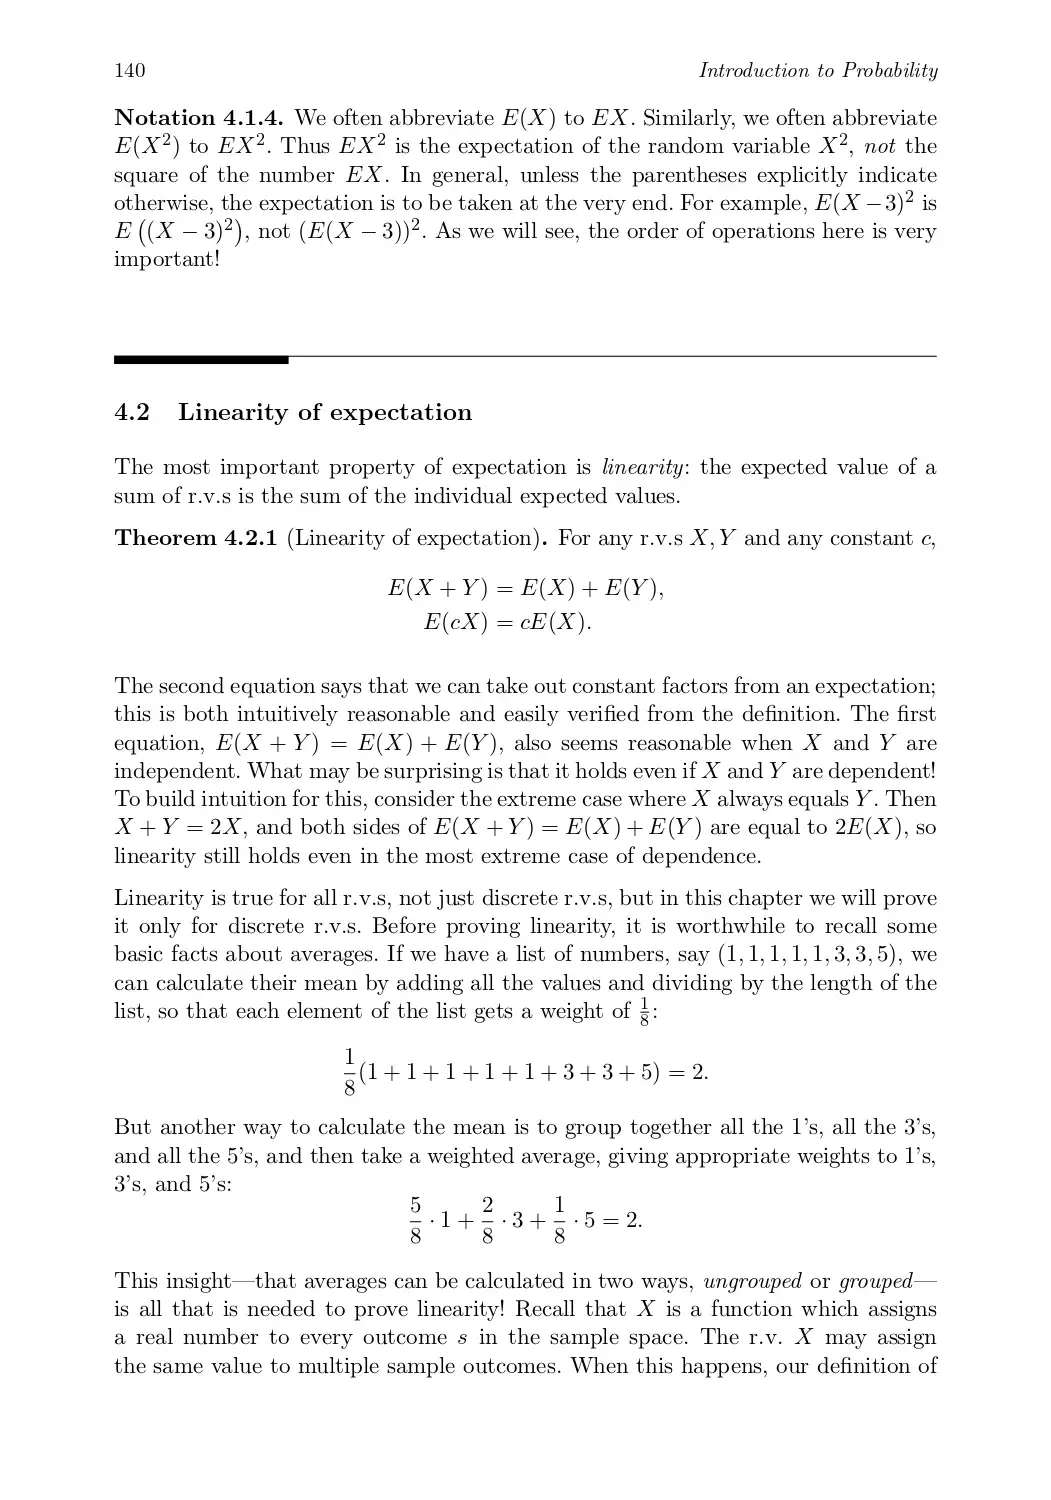 140 Introduction to Probability
Notation 4.1.4. We often abbreviate E(X) to EX. Similarly, we often abbreviate
E(X²) to EX². Thus EX² is the expectation of the random variable X², not the
square of the number EX. In general, unless the parentheses explicitly indicate
otherwise, the expectation is to be taken at the very end. For example, E(X − 3)² is
E ((X − 3)²), not (E(X − 3))². As we will see, the order of operations here is very
important!
4.2 Linearity of expectation
The most important property of expectation is linearity: the expected value of a
sum of r.v.s is the sum of the individual expected values.
Theorem 4.2.1 (Linearity of expectation). For any r.v.s X, Y and any constant c,
E(X + Y) = E(X) + E(Y),
E(cX) = cE(X).
The second equation says that we can take out constant factors from an expectation;
this is both intuitively reasonable and easily verified from the definition. The first
equation, E(X + Y) = E(X) + E(Y), also seems reasonable when X and Y are
independent. What may be surprising is that it holds even if X and Y are dependent!
To build intuition for this, consider the extreme case where X always equals Y. Then
X + Y = 2X, and both sides of E(X + Y) = E(X) + E(Y) are equal to 2E(X), so
linearity still holds even in the most extreme case of dependence.
Linearity is true for all r.v.s, not just discrete r.v.s, but in this chapter we will prove
it only for discrete r.v.s. Before proving linearity, it is worthwhile to recall some
basic facts about averages. If we have a list of numbers, say (1, 1, 1, 1, 1, 3, 3, 5), we
can calculate their mean by adding all the values and dividing by the length of the
list, so that each element of the list gets a weight of 1/8:
1/8(1 + 1 + 1 + 1 + 1 + 3 + 3 + 5) = 2.
But another way to calculate the mean is to group together all the 1's, all the 3's,
and all the 5's, and then take a weighted average, giving appropriate weights to 1's,
3's, and 5's:
5/8 · 1 + 2/8 · 3 + 1/8 · 5 = 2.
This insight—that averages can be calculated in two ways, ungrouped or grouped—
is all that is needed to prove linearity! Recall that X is a function which assigns
a real number to every outcome s in the sample space. The r.v. X may assign
the same value to multiple sample outcomes. When this happens, our definition of